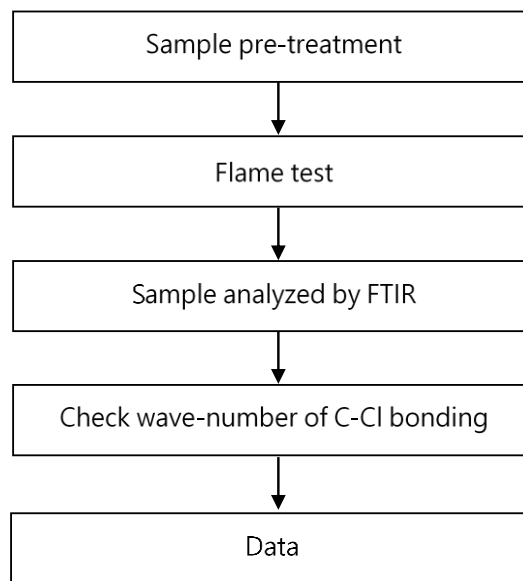 Sample pre-treatment
Flame test
Sample analyzed by FTIR
Check wave-number of C-Cl bonding
Data